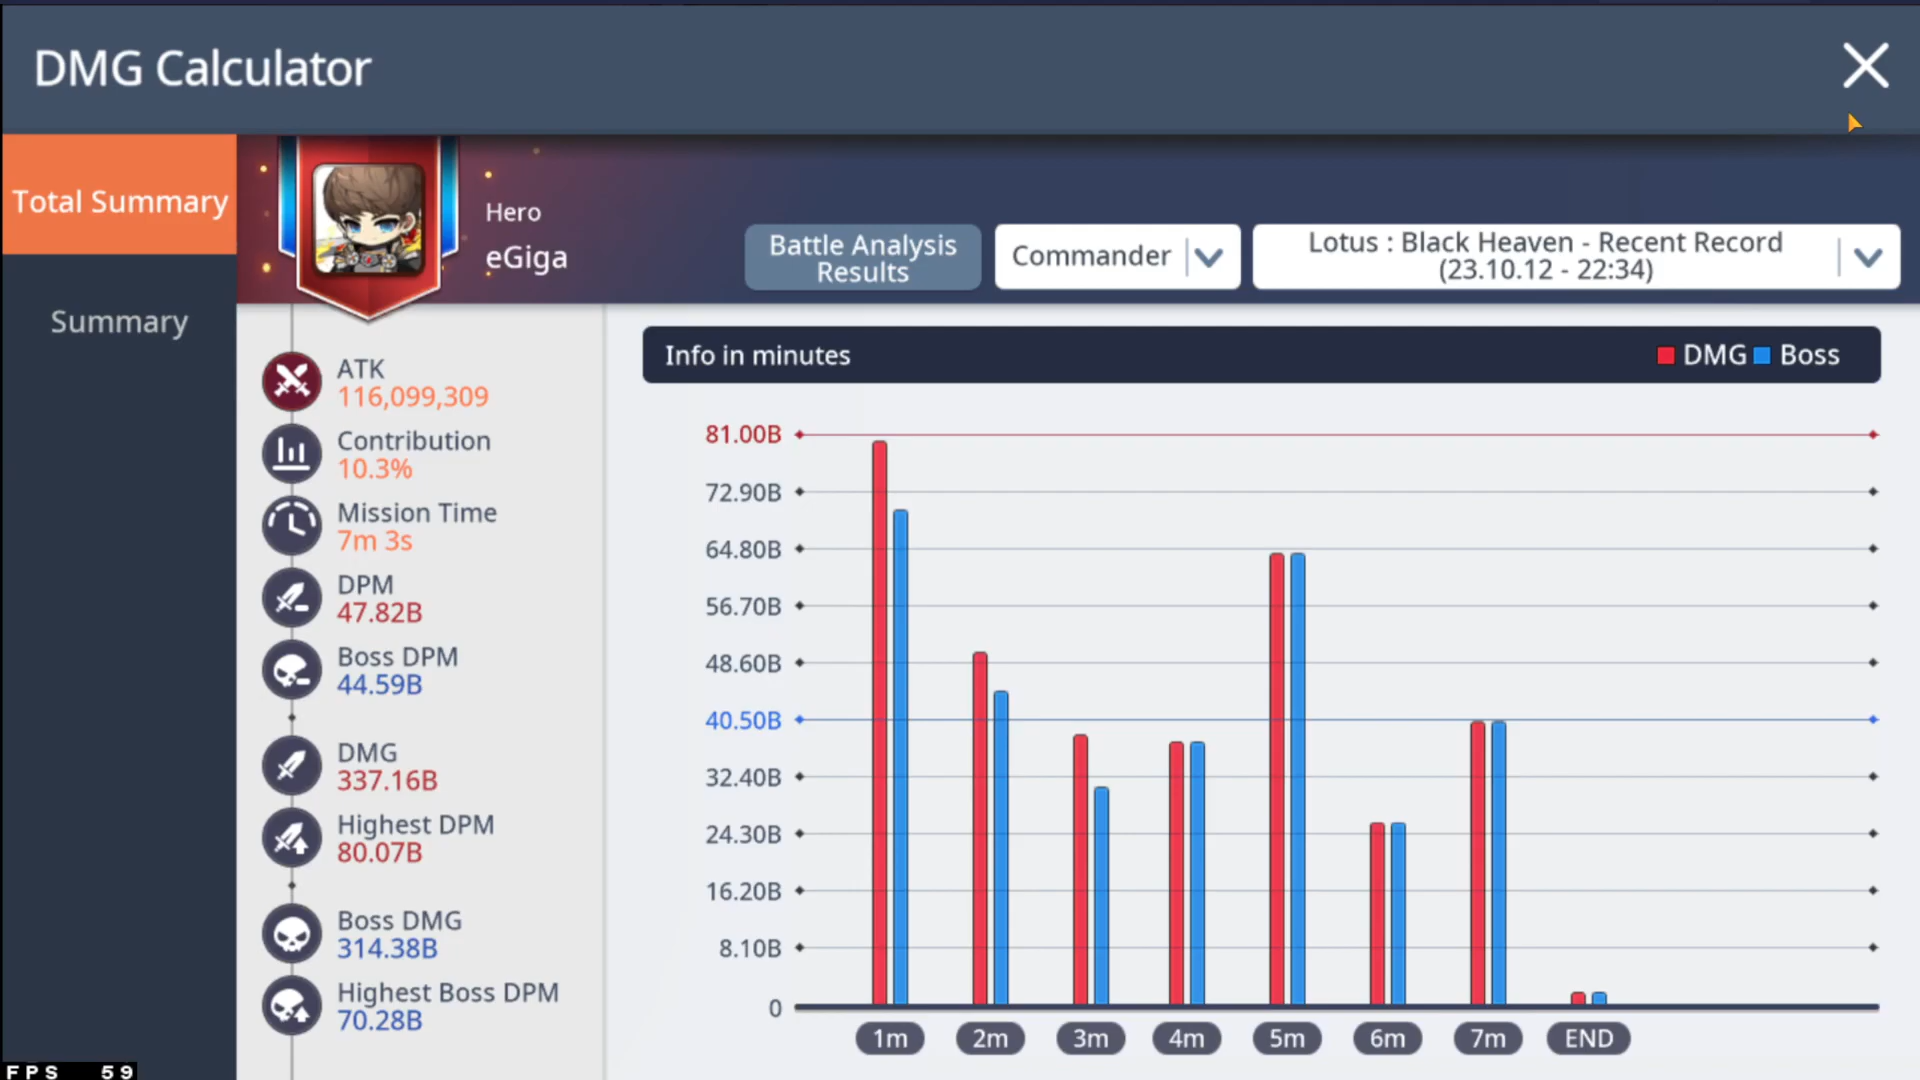 DMG Calculator
Total Summary
Summary
Hero
eGiga
Battle Analysis
Results
Commander
Lotus : Black Heaven - Recent Record
(23.10.12 - 22:34)
ATK
116,099,309
Contribution
10.3%
Mission Time
7m 3s
DPM
47.82B
Boss DPM
44.59B
DMG
337.16B
Highest DPM
80.07B
Boss DMG
314.38B
Highest Boss DPM
70.28B
Info in minutes
DMG Boss
81.00B
72.90B
64.80B
56.70B
48.60B
40.50B
32.40B
24.30B
16.20B
8.10B
0
1m 2m 3m 4m 5m 6m 7m END
FPS 59